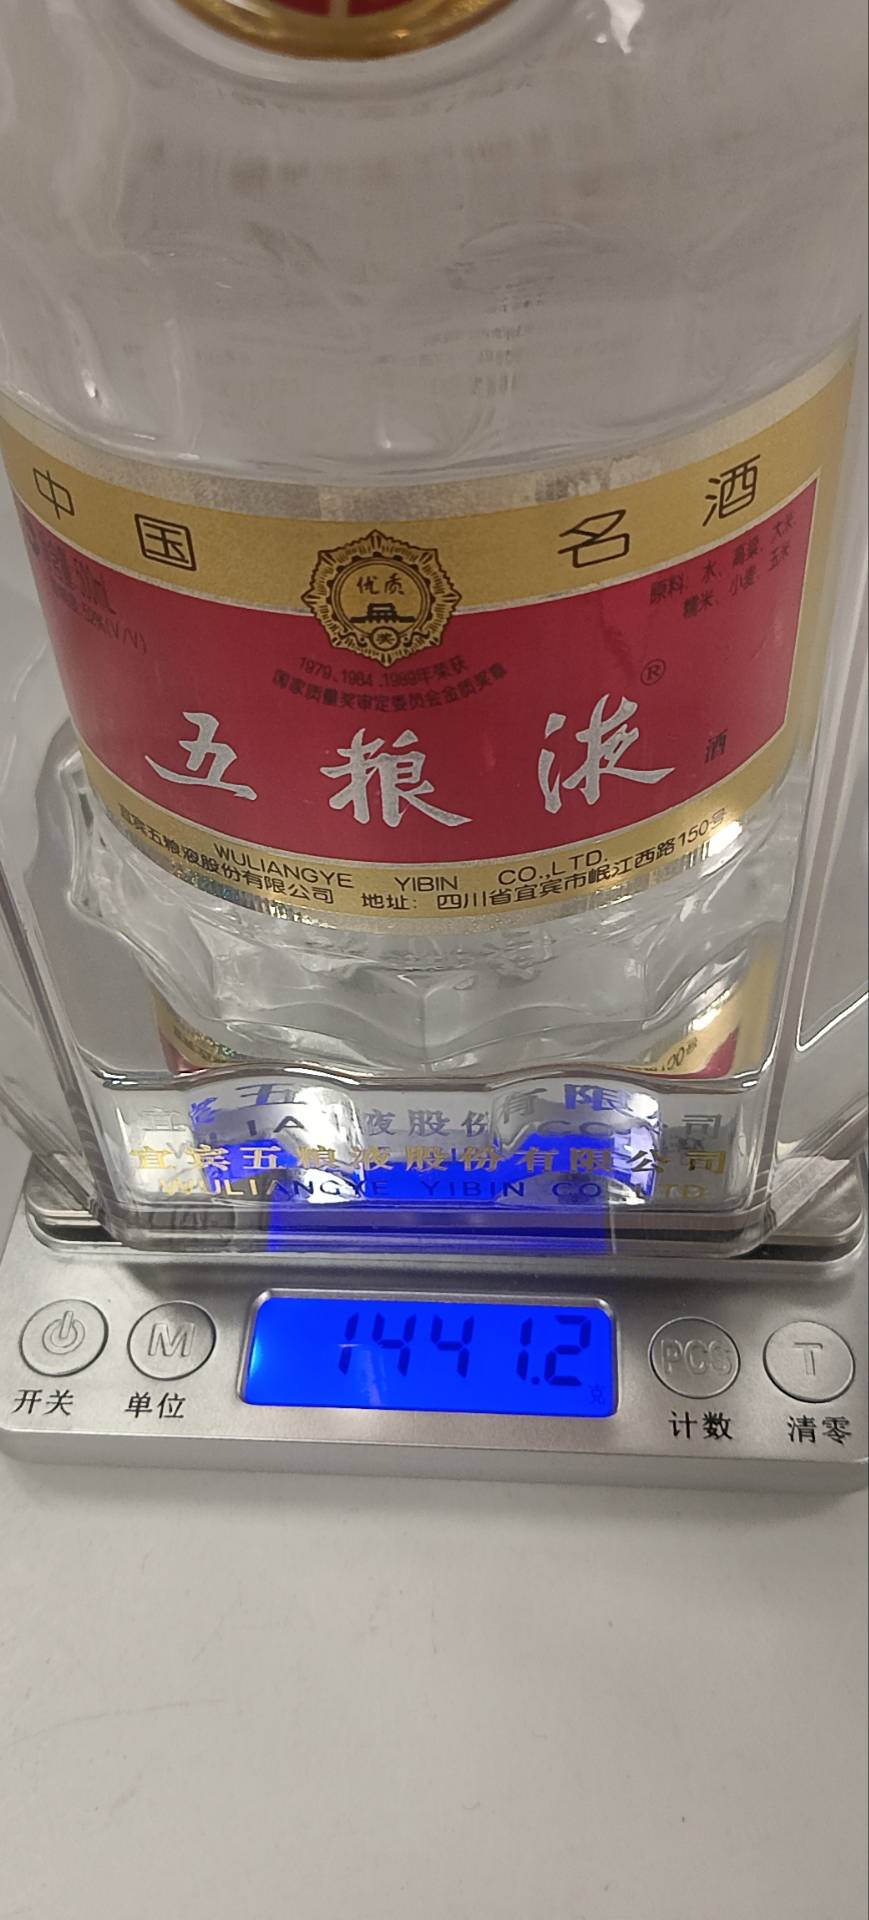 中国名酒
优质
奖
原料：水、高粱、大米、
糯米、小麦、玉米
52%(V/V)
1979、1984、1989年荣获
国家质量奖审定委员会金质奖章
五粮液®
酒
WULIANGYE YIBIN CO.,LTD.
宜宾五粮液股份有限公司 地址：四川省宜宾市岷江西路150号
宜宾五粮液股份有限公司
WULIANGYE YIBIN CO.,LTD
1441.2
克
M
PCS
T
开关
单位
计数
清零